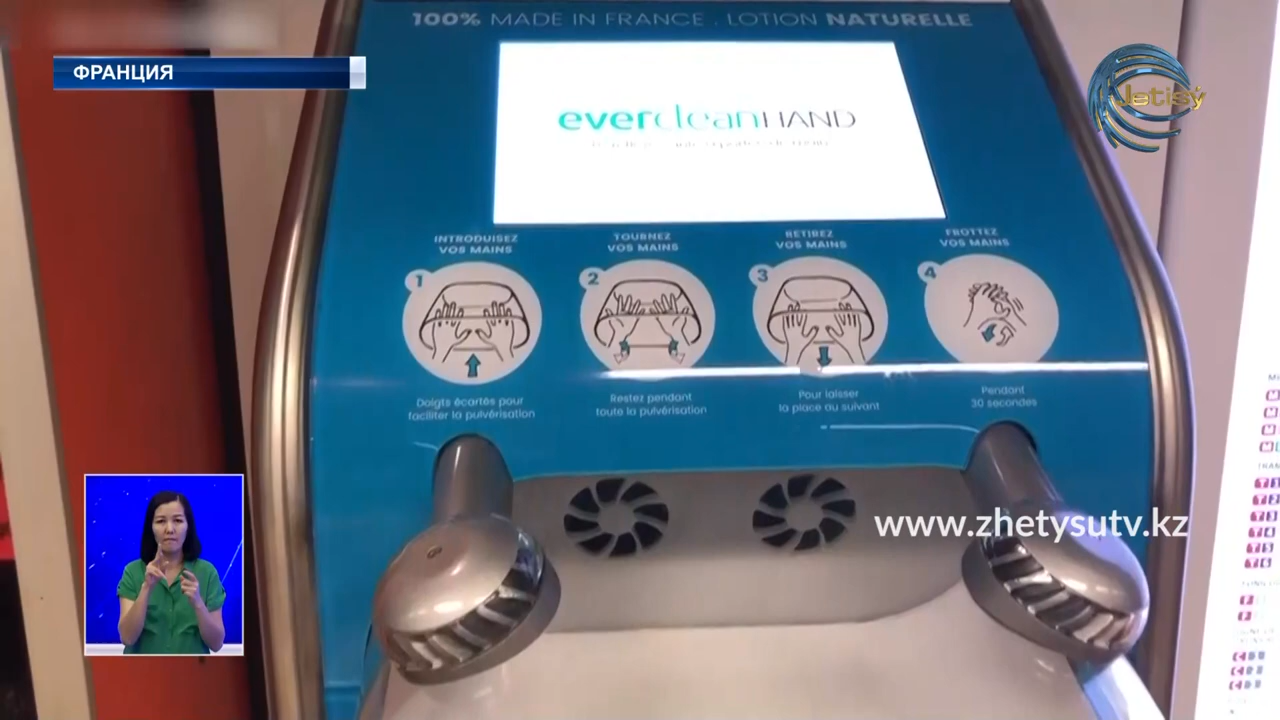 100% MADE IN FRANCE . LOTION NATURELLE
ФРАНЦИЯ
Jetisý
evercleanHAND
INTRODUISEZ
VOS MAINS
TOURNEZ
VOS MAINS
RETIREZ
VOS MAINS
FROTTEZ
VOS MAINS
1
2
3
4
Doigts écartés pour
faciliter la pulvérisation
Restez pendant
toute la pulvérisation
Pour laisser
la place au suivant
Pendant
30 secondes
www.zhetysutv.kz